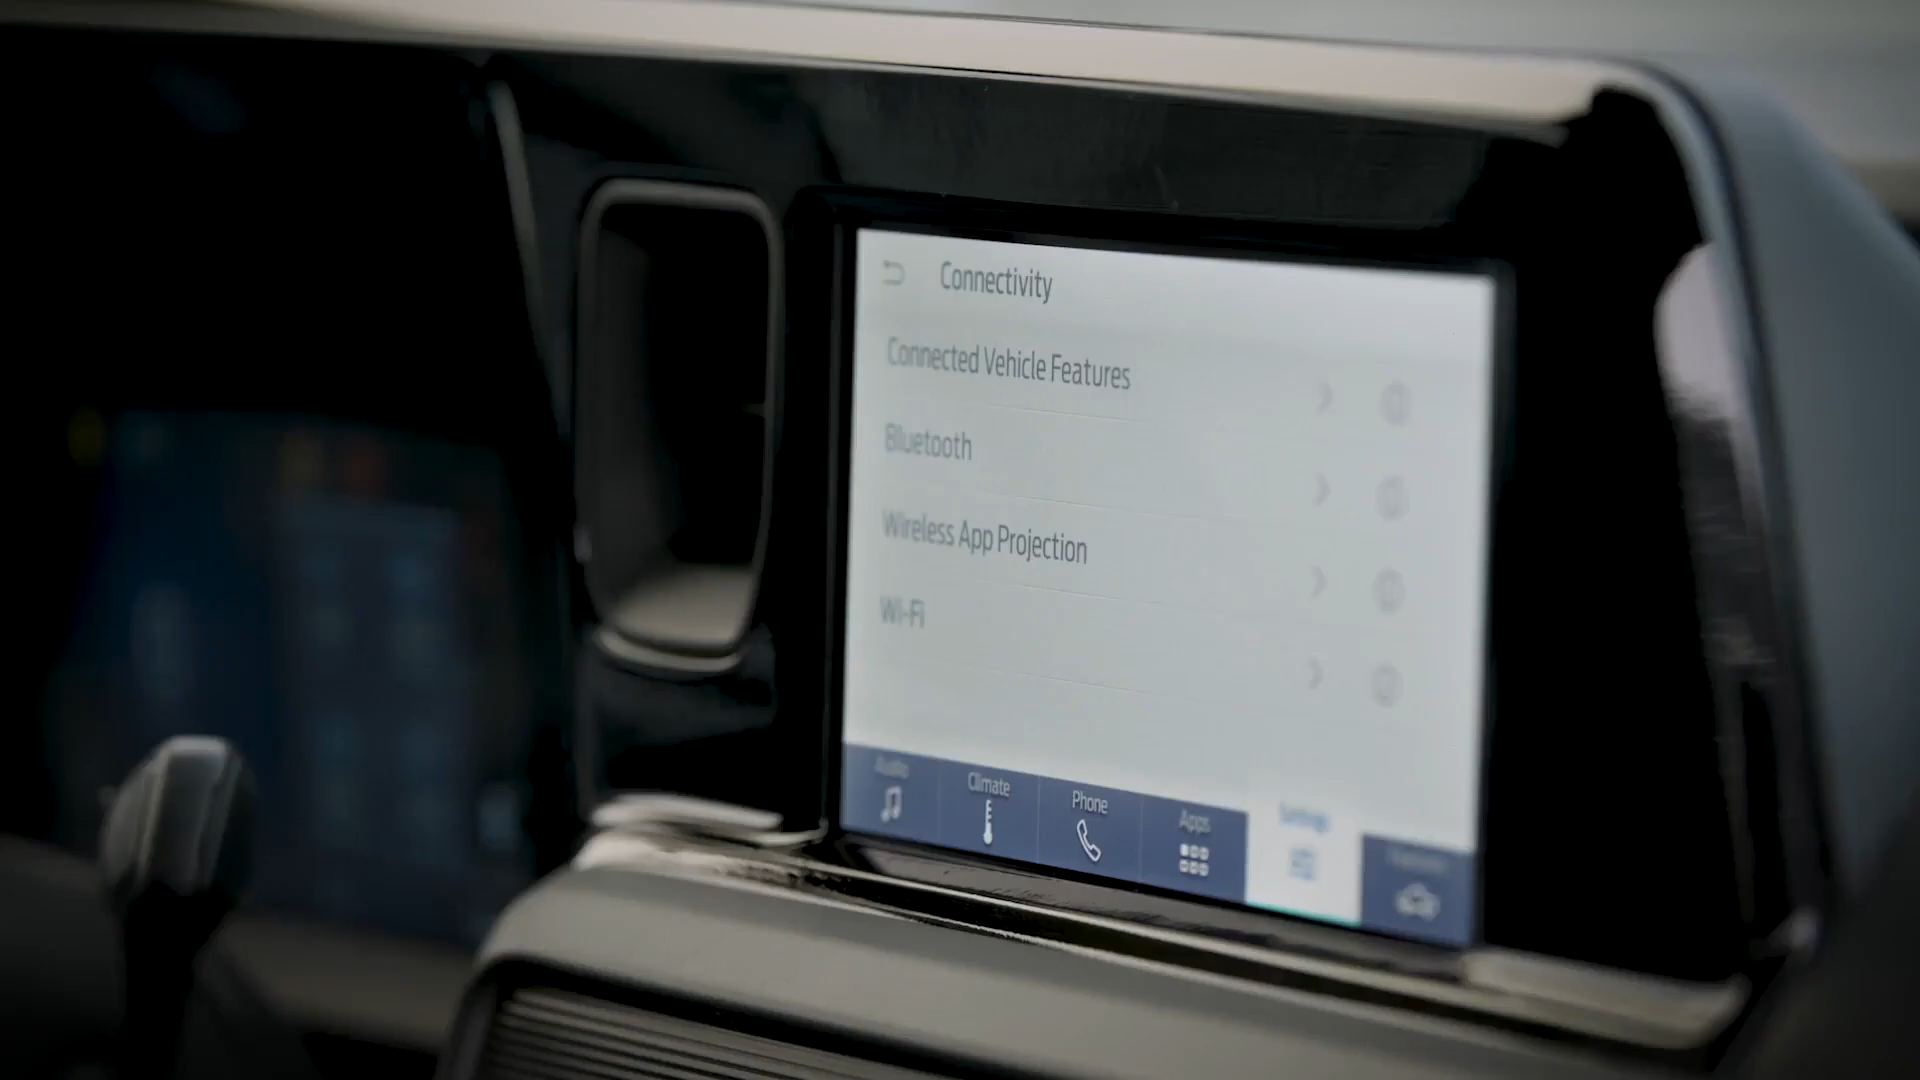 Connectivity
Connected Vehicle Features
Bluetooth
Wireless App Projection
Wi-Fi
Audio
Climate
Phone
Apps
Settings